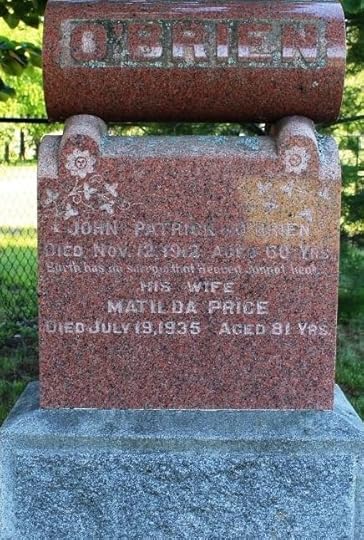 O'BRIEN
JOHN PATRICK O'BRIEN
DIED NOV. 12, 1912 AGED 60 YRS.
Earth has no sorrow that Heaven cannot heal.
HIS WIFE
MATILDA PRICE
DIED JULY 19, 1935 AGED 81 YRS.